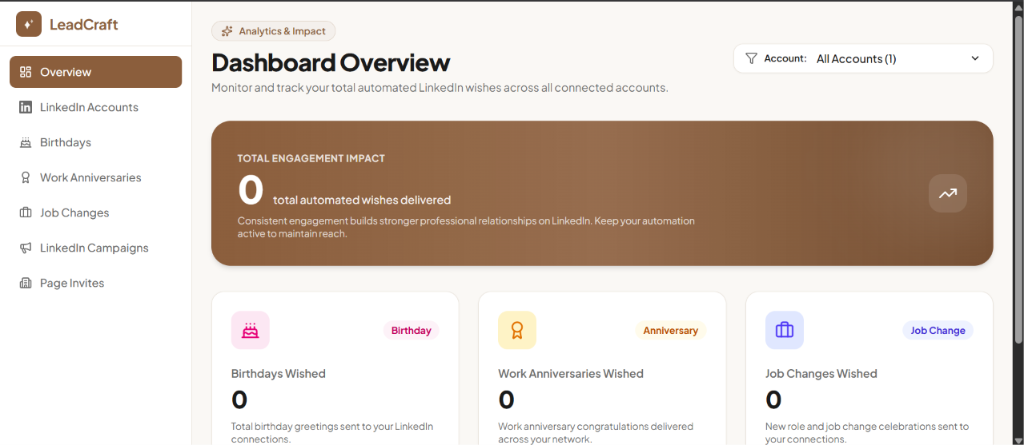 LeadCraft
Overview
LinkedIn Accounts
Birthdays
Work Anniversaries
Job Changes
LinkedIn Campaigns
Page Invites
Analytics & Impact
Dashboard Overview
Monitor and track your total automated LinkedIn wishes across all connected accounts.
Account: All Accounts (1)
TOTAL ENGAGEMENT IMPACT
0 total automated wishes delivered
Consistent engagement builds stronger professional relationships on LinkedIn. Keep your automation
active to maintain reach.
Birthday
Birthdays Wished
0
Total birthday greetings sent to your LinkedIn
connections.
Anniversary
Work Anniversaries Wished
0
Work anniversary congratulations delivered
across your network.
Job Change
Job Changes Wished
0
New role and job change celebrations sent to
your connections.